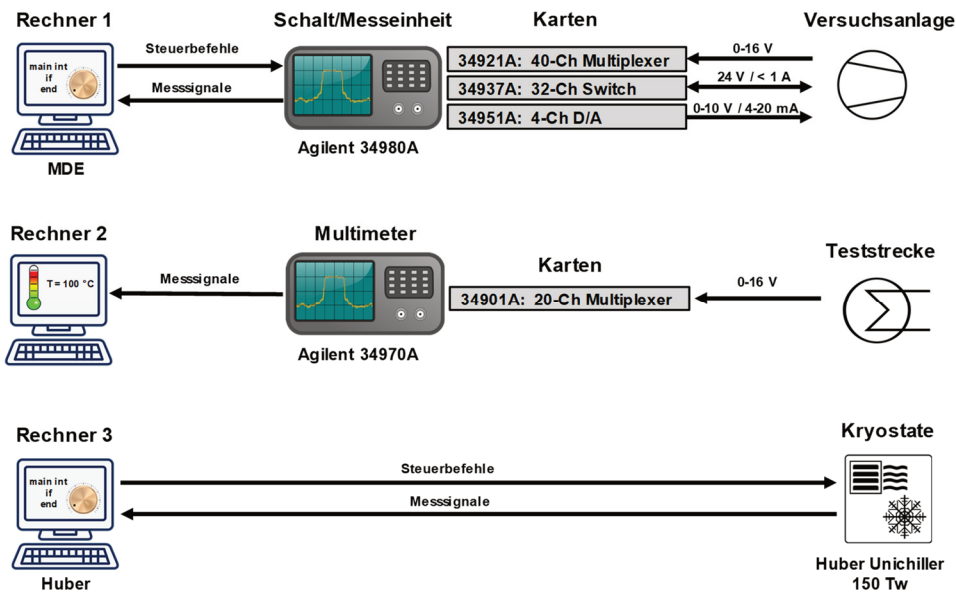 Rechner 1
Schalt/Messeinheit
Karten
Versuchsanlage
main int
if
end
Steuerbefehle
Messsignale
34921A: 40-Ch Multiplexer
34937A: 32-Ch Switch
34951A: 4-Ch D/A
0-16 V
24 V / < 1 A
0-10 V / 4-20 mA
MDE
Agilent 34980A
Rechner 2
Multimeter
Karten
Teststrecke
T = 100 °C
Messsignale
34901A: 20-Ch Multiplexer
0-16 V
Agilent 34970A
Rechner 3
Kryostate
main int
if
end
Steuerbefehle
Messsignale
Huber
Huber Unichiller
150 Tw